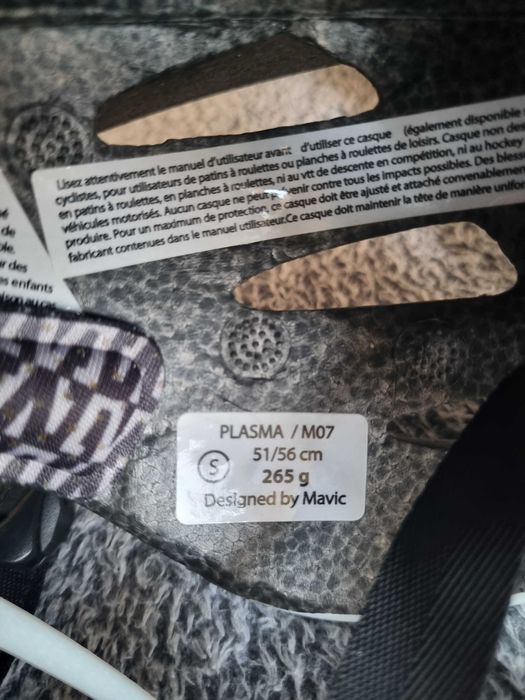 Lisez attentivement le manuel d'utilisateur avant d'utiliser ce casque (également disponible
cyclistes, pour utilisateurs de patins à roulettes ou planches à roulettes de loisirs. Casque non
en patins à roulettes, en planches à roulettes, ni au vtt de descente en compétition, ni au hockey
véhicules motorisés. Aucun casque ne peut contre tous les impacts possibles. Des
produire. Pour un maximum de protection, ce casque doit être ajusté et attaché
fabricant contenues dans le manuel utilisateur.Ce casque doit maintenir la tête de manière
de
des
enfants
PLASMA / M07
S
51/56 cm
265 g
Designed by Mavic